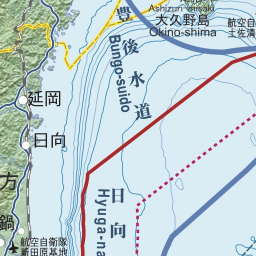 豊後水道
Bungo-suido
Ashizuri-misaki
大久野島
Okino-shima
航空自
土佐清
延岡
日向
方
日向
Hyuga-na
鍋
航空自衛隊
新田原基地